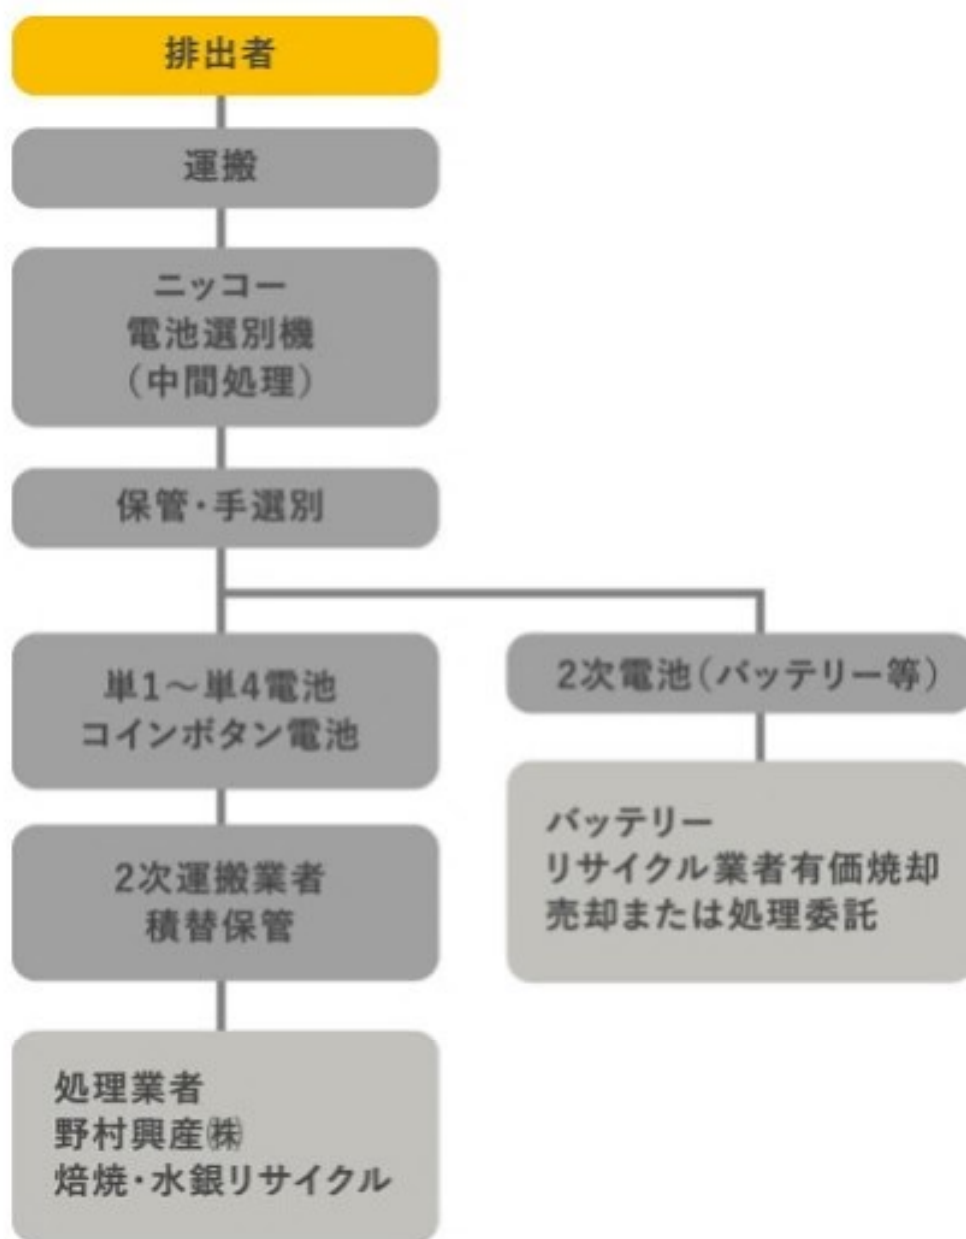 排出者
運搬
ニッコー
電池選別機
（中間処理）
保管・手選別
単1～単4電池
コインボタン電池
2次電池（バッテリー等）
2次運搬業者
積替保管
バッテリー
リサイクル業者有価焼却
売却または処理委託
処理業者
野村興産㈱
焙焼・水銀リサイクル